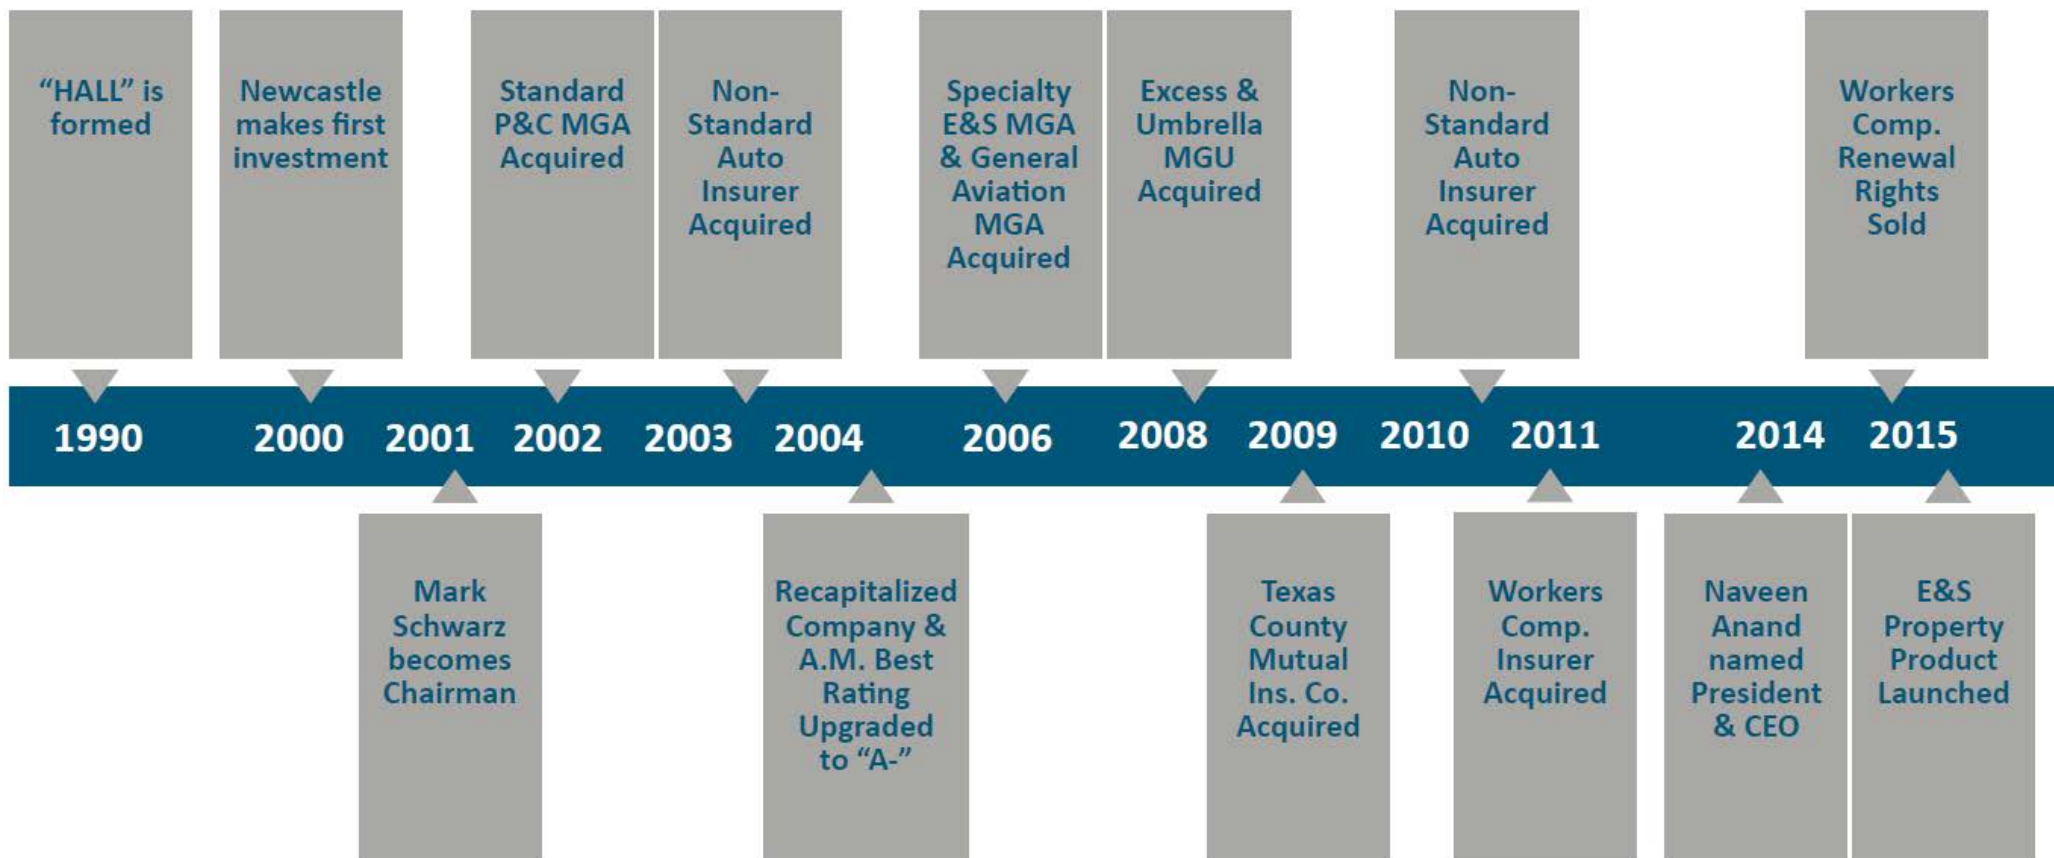 “HALL” is
formed
Newcastle
makes first
investment
Standard
P&C MGA
Acquired
Non-
Standard
Auto
Insurer
Acquired
Specialty
E&S MGA
& General
Aviation
MGA
Acquired
Excess &
Umbrella
MGU
Acquired
Non-
Standard
Auto
Insurer
Acquired
Workers
Comp.
Renewal
Rights
Sold
1990 2000 2001 2002 2003 2004 2006 2008 2009 2010 2011 2014 2015
Mark
Schwarz
becomes
Chairman
Recapitalized
Company &
A.M. Best
Rating
Upgraded
to “A-”
Texas
County
Mutual
Ins. Co.
Acquired
Workers
Comp.
Insurer
Acquired
Naveen
Anand
named
President
& CEO
E&S
Property
Product
Launched